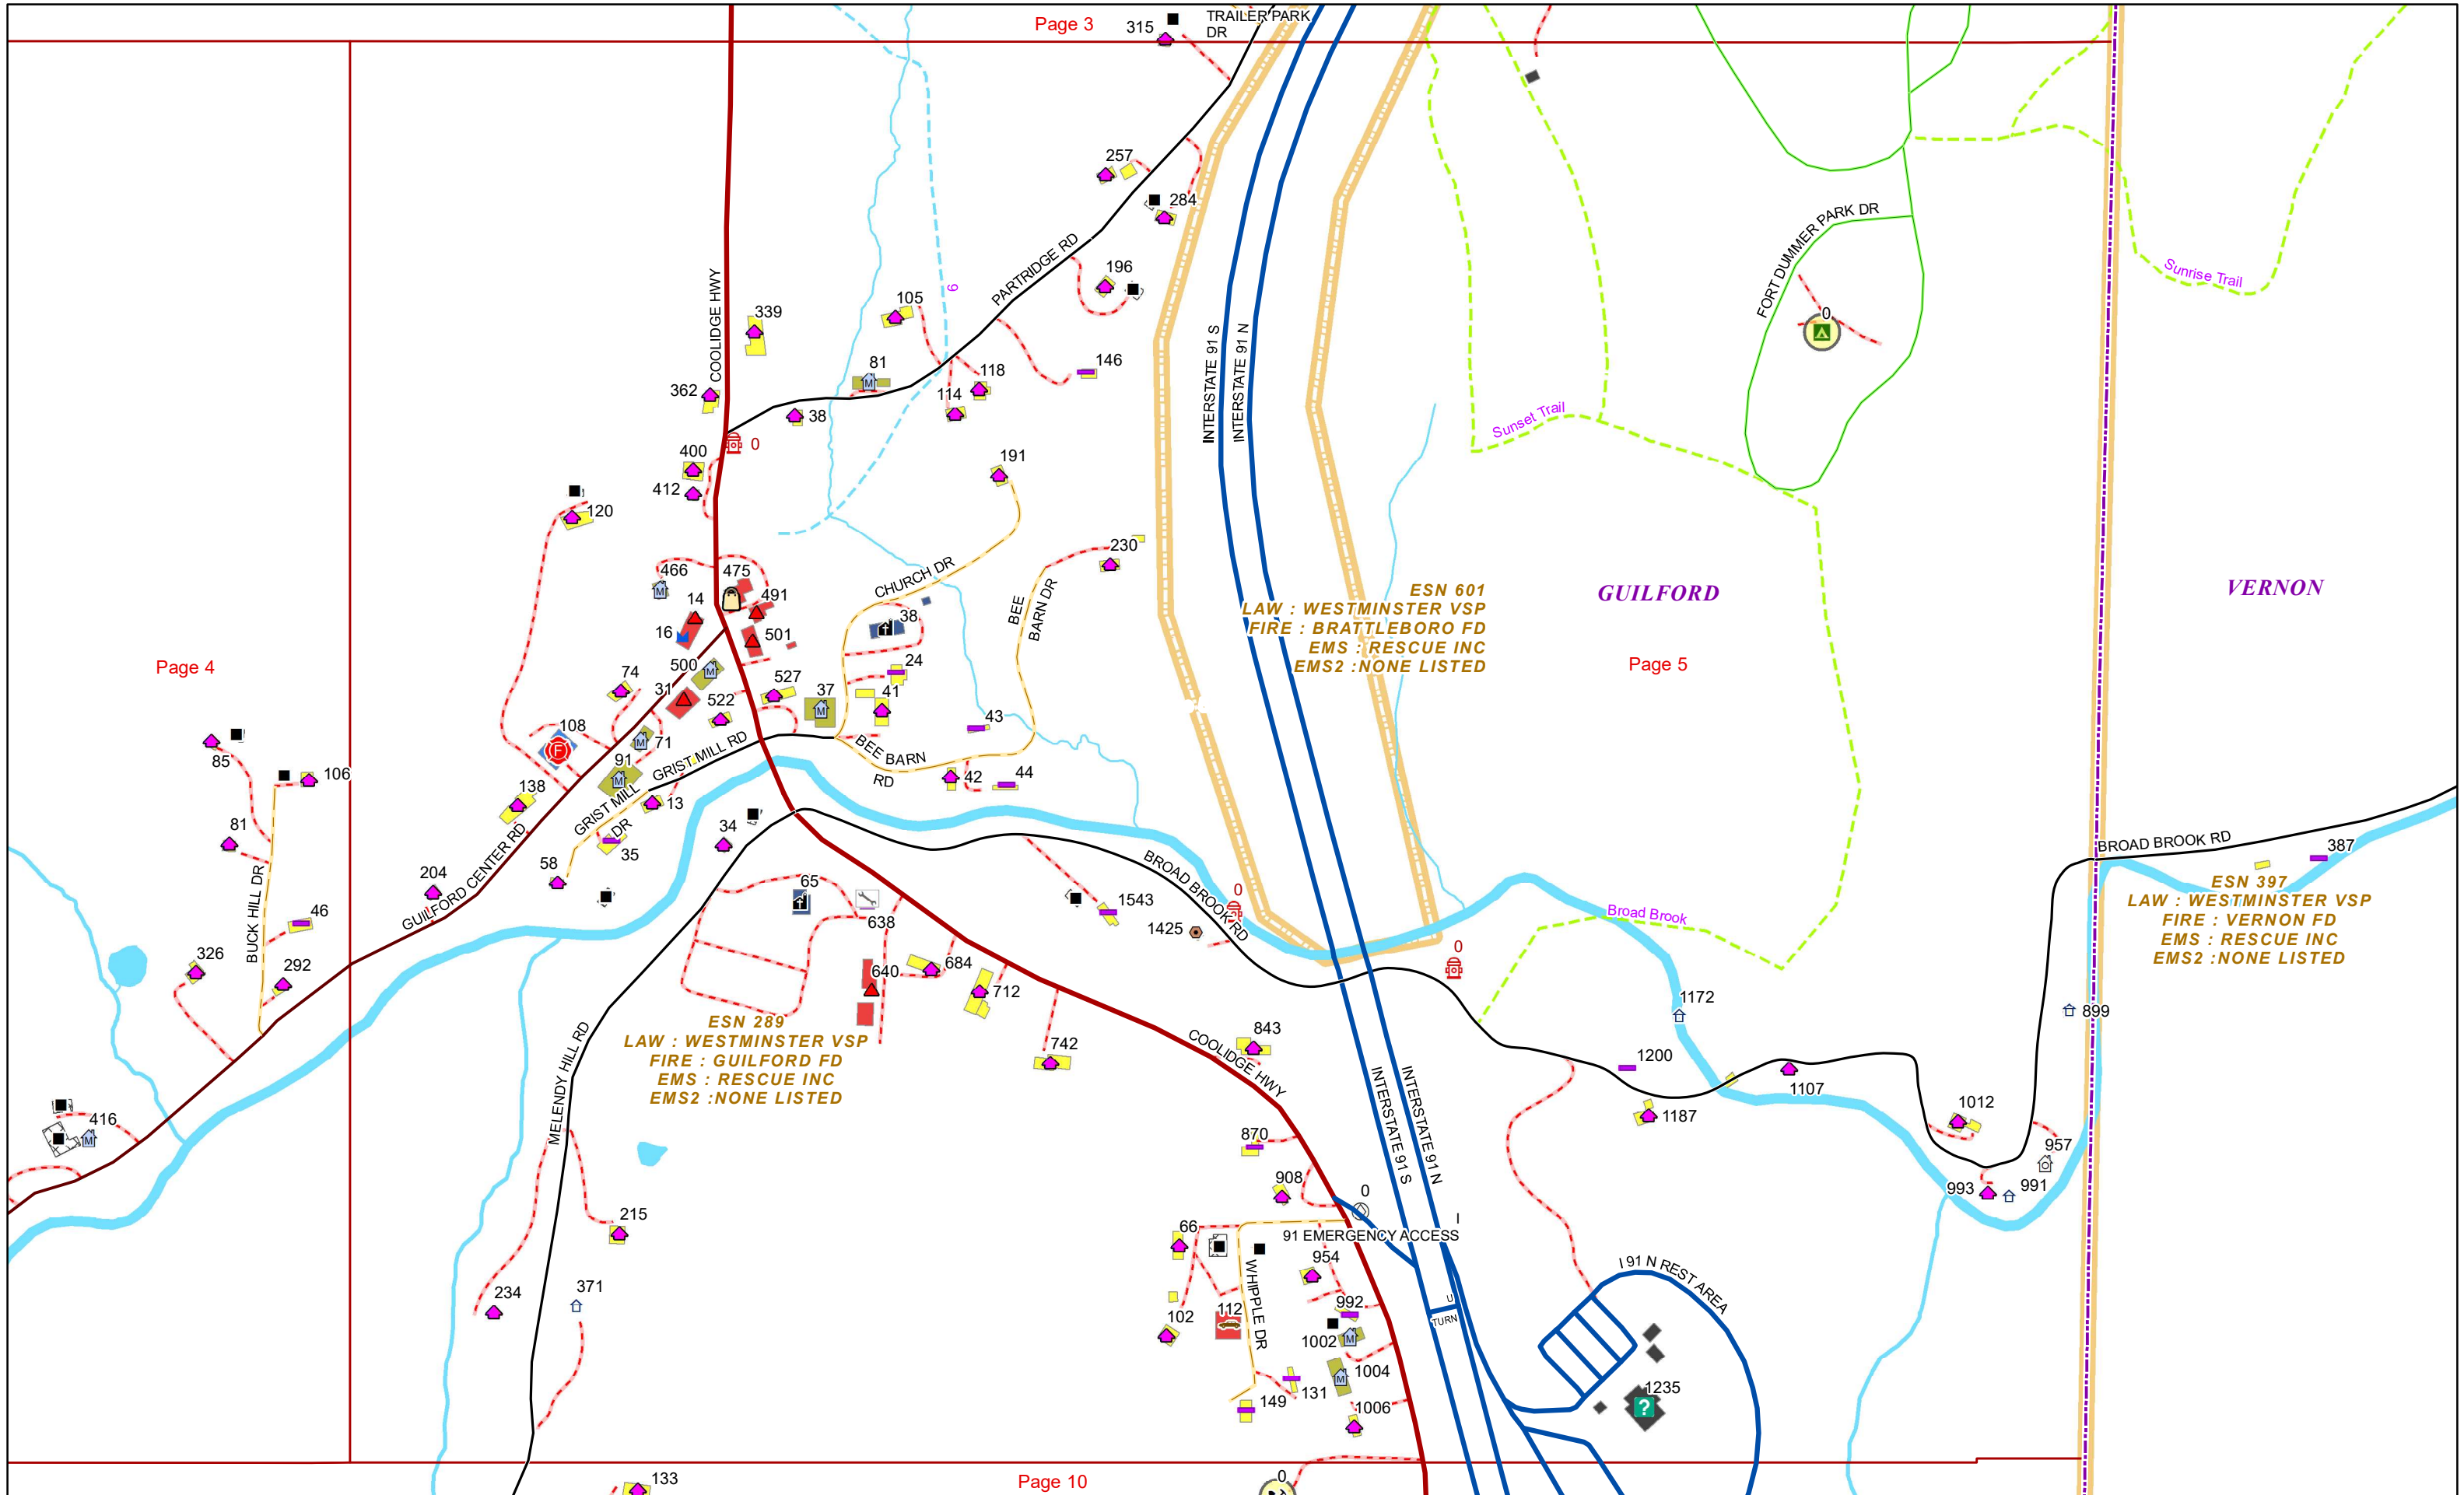 Page 3
TRAILER PARK
DR
315
257
284
PARTRIDGE RD
196
105
9
339
COOLIDGE HWY
81
118
146
362
114
38
0
INTERSTATE 91 S
INTERSTATE 91 N
FORT DUMMER PARK DR
0
Sunrise Trail
Sunset Trail
400
412
191
120
230
466
475
CHURCH DR
14
491
BEE
BARN DR
16
501
38
24
ESN 601
LAW : WESTMINSTER VSP
FIRE : BRATTLEBORO FD
EMS : RESCUE INC
EMS2 :NONE LISTED
GUILFORD
VERNON
Page 4
Page 5
74
500
31
522
527
37
41
43
108
71
91
GRIST MILL RD
BEE BARN
RD
42
44
85
106
138
13
GRIST MILL
DR
35
34
58
81
204
GUILFORD CENTER RD
46
BUCK HILL DR
326
292
65
638
640
684
712
742
1543
1425
BROAD BROOK RD
0
0
Broad Brook
BROAD BROOK RD
387
ESN 397
LAW : WESTMINSTER VSP
FIRE : VERNON FD
EMS : RESCUE INC
EMS2 :NONE LISTED
1172
899
ESN 289
LAW : WESTMINSTER VSP
FIRE : GUILFORD FD
EMS : RESCUE INC
EMS2 :NONE LISTED
843
COOLIDGE HWY
1200
1107
1187
1012
957
993
991
416
MELENDY HILL RD
INTERSTATE 91 S
INTERSTATE 91 N
870
908
0
I
91 EMERGENCY ACCESS
215
66
954
234
371
WHIPPLE DR
102
112
992
1002
U
TURN
I 91 N REST AREA
1004
131
149
1006
1235
?
133
Page 10
0